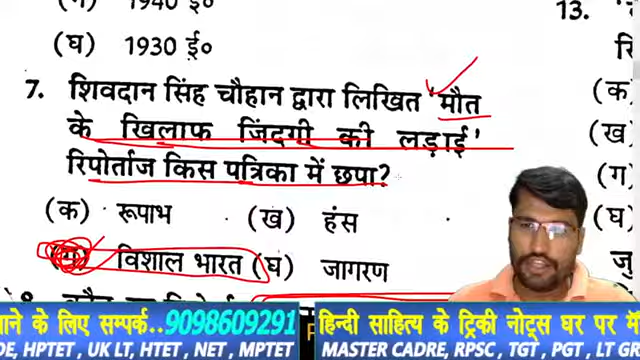 1940 ई०
13.
(घ) 1930 ई०
7. शिवदान सिंह चौहान द्वारा लिखित 'मौत
के खिलाफ जिंदगी की लड़ाई'
रिपोर्ताज किस पत्रिका में छपा?
(क) रूपाभ (ख) हंस
(ग) विशाल भारत (घ) जागरण
(क)
(ख)
(ग)
(घ)
जु
ाने के लिए सम्पर्क..9098609291 हिन्दी साहित्य के ट्रिकी नोट्स घर पर मँ
DE, HPTET , UK LT, HTET , NET , MPTET MASTER CADRE, RPSC , TGT , PGT , LT GR